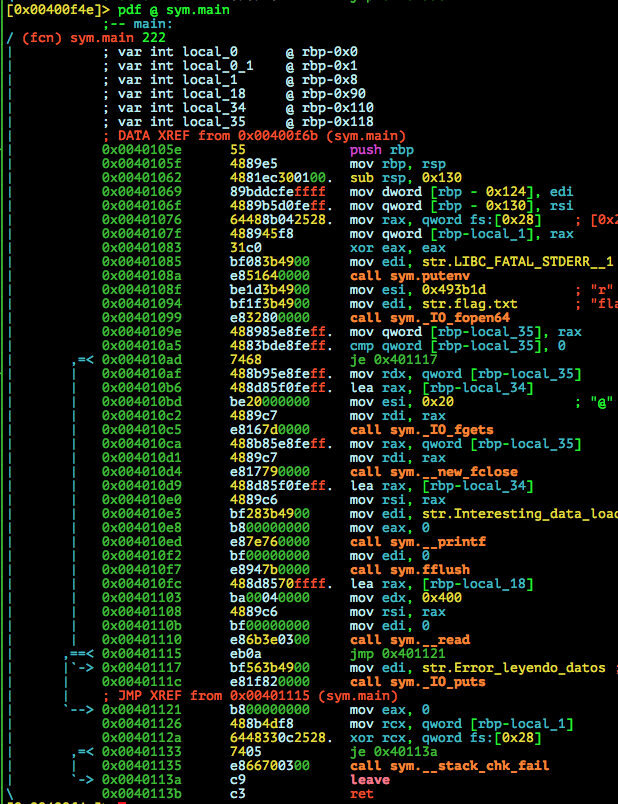 [0x00400f4e]> pdf @ sym.main
;-- main:
/ (fcn) sym.main 222
| ; var int local_0 @ rbp-0x0
| ; var int local_0_1 @ rbp-0x8
| ; var int local_1 @ rbp-0x8
| ; var int local_18 @ rbp-0x90
| ; var int local_34 @ rbp-0x110
| ; var int local_35 @ rbp-0x118
| ; DATA XREF from 0x00400f6b (sym.main)
| 0x0040105e 55 push rbp
| 0x0040105f 4889e5 mov rbp, rsp
| 0x00401062 4881ec300100. sub rsp, 0x130
| 0x00401069 89bddcfeffff mov dword [rbp - 0x124], edi
| 0x0040106f 4889b5d0feff. mov qword [rbp - 0x130], rsi
| 0x00401076 64488b042528. mov rax, qword fs:[0x28] ; [0x2
| 0x0040107f 488945f8 mov qword [rbp-local_1], rax
| 0x00401083 31c0 xor eax, eax
| 0x00401085 bf083b4900 mov edi, str.LIBC_FATAL_STDERR__1
| 0x0040108a e851640000 call sym.putenv
| 0x0040108f be1d3b4900 mov esi, 0x493b1d ; "r"
| 0x00401094 bf1f3b4900 mov edi, str.flag.txt ; "fla
| 0x00401099 e832800000 call sym._IO_fopen64
| 0x0040109e 488985e8feff. mov qword [rbp-local_35], rax
| 0x004010a5 4883bde8feff. cmp qword [rbp-local_35], 0
| ,=< 0x004010ad 7468 je 0x401117
| | 0x004010af 488b95e8feff. mov rdx, qword [rbp-local_35]
| | 0x004010b6 488d85f0feff. lea rax, [rbp-local_34]
| | 0x004010bd be20000000 mov esi, 0x20 ; "@"
| | 0x004010c2 4889c7 mov rdi, rax
| | 0x004010c5 e8167d0000 call sym._IO_fgets
| | 0x004010ca 488b85e8feff. mov rax, qword [rbp-local_35]
| | 0x004010d1 4889c7 mov rdi, rax
| | 0x004010d4 e817790000 call sym.__new_fclose
| | 0x004010d9 488d85f0feff. lea rax, [rbp-local_34]
| | 0x004010e0 4889c6 mov rsi, rax
| | 0x004010e3 bf283b4900 mov edi, str.Interesting_data_load
| | 0x004010e8 b800000000 mov eax, 0
| | 0x004010ed e87e760000 call sym.__printf
| | 0x004010f2 bf00000000 mov edi, 0
| | 0x004010f7 e8947b0000 call sym.fflush
| | 0x004010fc 488d8570ffff. lea rax, [rbp-local_18]
| | 0x00401103 ba00040000 mov edx, 0x400
| | 0x00401108 4889c6 mov rsi, rax
| | 0x0040110b bf00000000 mov edi, 0
| | 0x00401110 e86b3e0300 call sym.__read
| ,==< 0x00401115 eb0a jmp 0x401121
| |`-> 0x00401117 bf563b4900 mov edi, str.Error_leyendo_datos ;
| | 0x0040111c e81f820000 call sym._IO_puts
| | ; JMP XREF from 0x00401115 (sym.main)
| `--> 0x00401121 b800000000 mov eax, 0
| 0x00401126 488b4df8 mov rcx, qword [rbp-local_1]
| 0x0040112a 6448330c2528. xor rcx, qword fs:[0x28]
| ,=< 0x00401133 7405 je 0x40113a
| | 0x00401135 e866700300 call sym.__stack_chk_fail
| `-> 0x0040113a c9 leave
\ 0x0040113b c3 ret